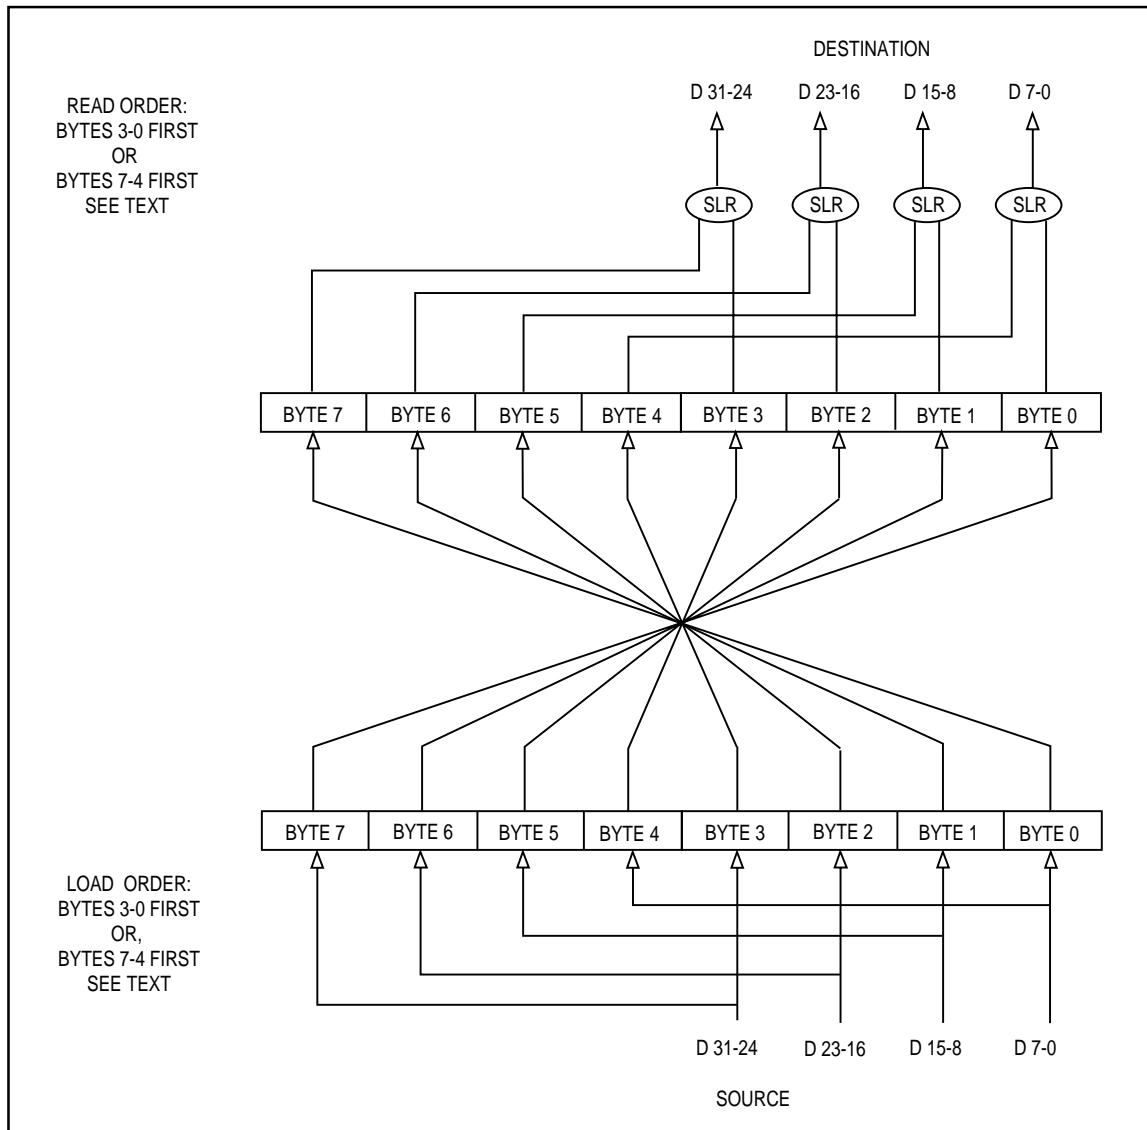 DESTINATION
D 31-24 D 23-16 D 15-8 D 7-0
READ ORDER:
BYTES 3-0 FIRST
OR
BYTES 7-4 FIRST
SEE TEXT
SLR SLR SLR SLR
BYTE 7 BYTE 6 BYTE 5 BYTE 4 BYTE 3 BYTE 2 BYTE 1 BYTE 0
BYTE 7 BYTE 6 BYTE 5 BYTE 4 BYTE 3 BYTE 2 BYTE 1 BYTE 0
LOAD ORDER:
BYTES 3-0 FIRST
OR,
BYTES 7-4 FIRST
SEE TEXT
D 31-24 D 23-16 D 15-8 D 7-0
SOURCE